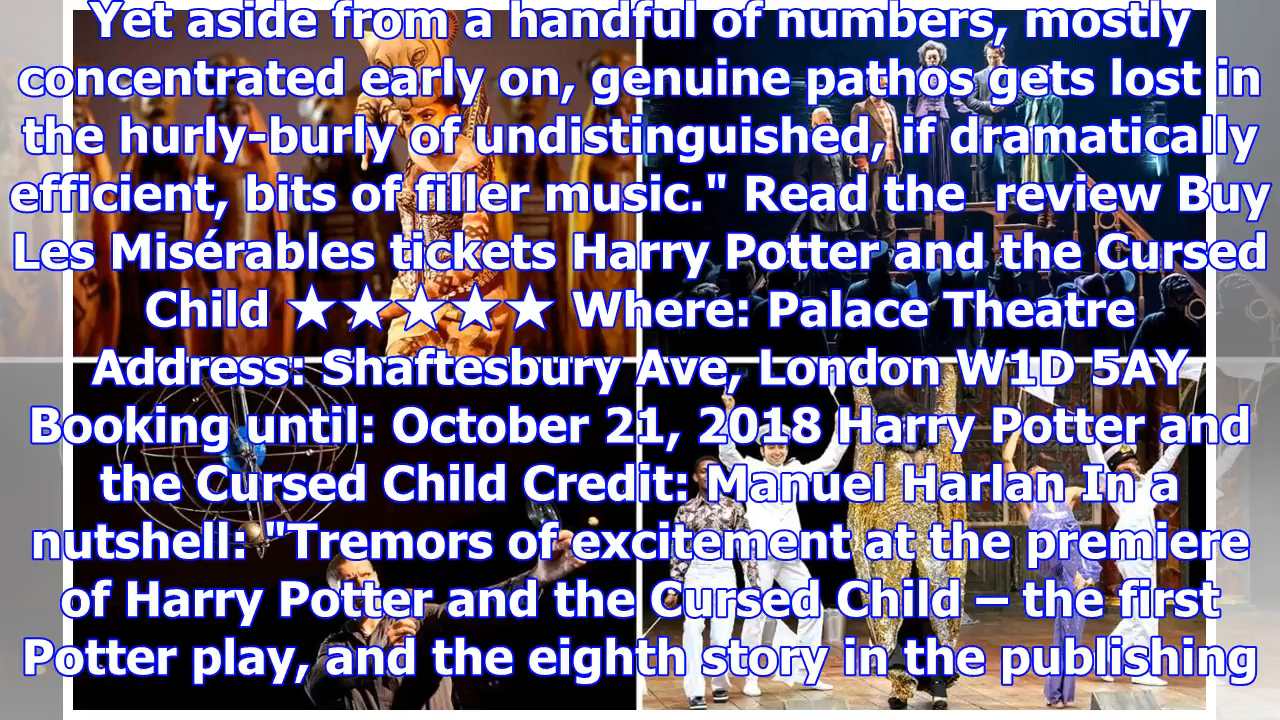 Yet aside from a handful of numbers, mostly
concentrated early on, genuine pathos gets lost in
the hurly-burly of undistinguished, if dramatically
efficient, bits of filler music." Read the  review Buy
Les Misérables tickets Harry Potter and the Cursed
Child ★★★★★ Where: Palace Theatre
Address: Shaftesbury Ave, London W1D 5AY
Booking until: October 21, 2018 Harry Potter and
the Cursed Child Credit: Manuel Harlan In a
nutshell: "Tremors of excitement at the premiere
of Harry Potter and the Cursed Child – the first
Potter play, and the eighth story in the publishing